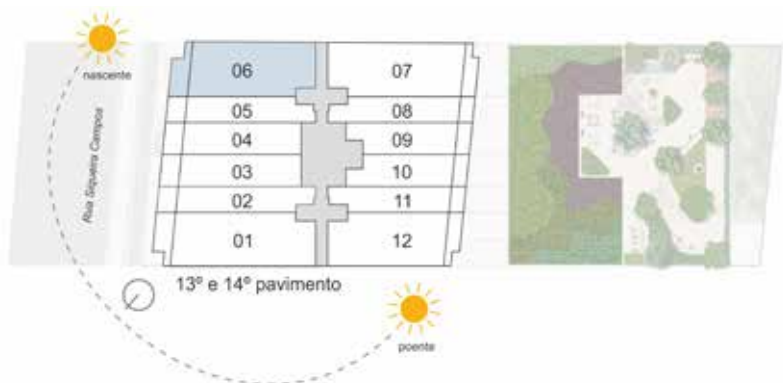 nascente
Rua Siqueira Campos
06 07
05 08
04 09
03 10
02 11
01 12
13º e 14º pavimento
poente